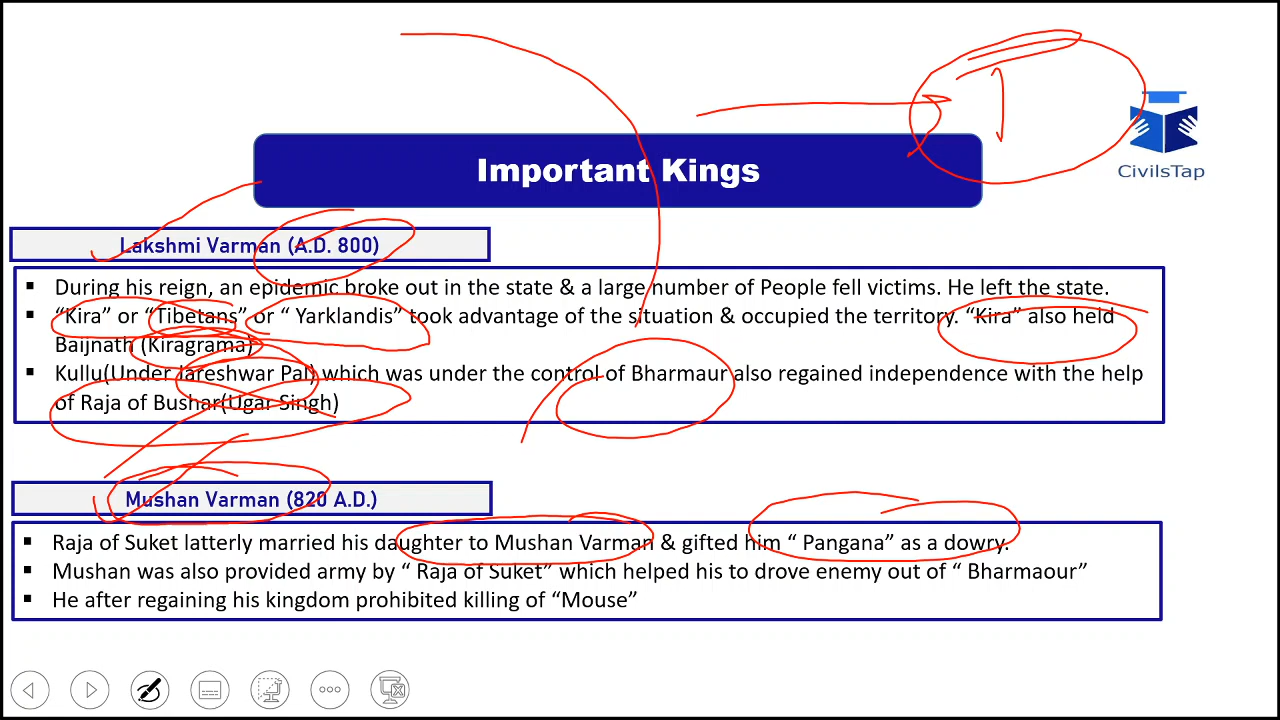 Important Kings
CivilsTap
Lakshmi Varman (A.D. 800)
▪ During his reign, an epidemic broke out in the state & a large number of People fell victims. He left the state.
▪ “Kira” or “Tibetans” or “ Yarklandis” took advantage of the situation & occupied the territory. “Kira” also held
Baijnath (Kiragrama)
▪ Kullu(Under Jareshwar Pal) which was under the control of Bharmaur also regained independence with the help
of Raja of Bushar(Ugar Singh)
Mushan Varman (820 A.D.)
▪ Raja of Suket latterly married his daughter to Mushan Varman & gifted him “ Pangana” as a dowry.
▪ Mushan was also provided army by “ Raja of Suket” which helped his to drove enemy out of “ Bharmaour”
▪ He after regaining his kingdom prohibited killing of “Mouse”